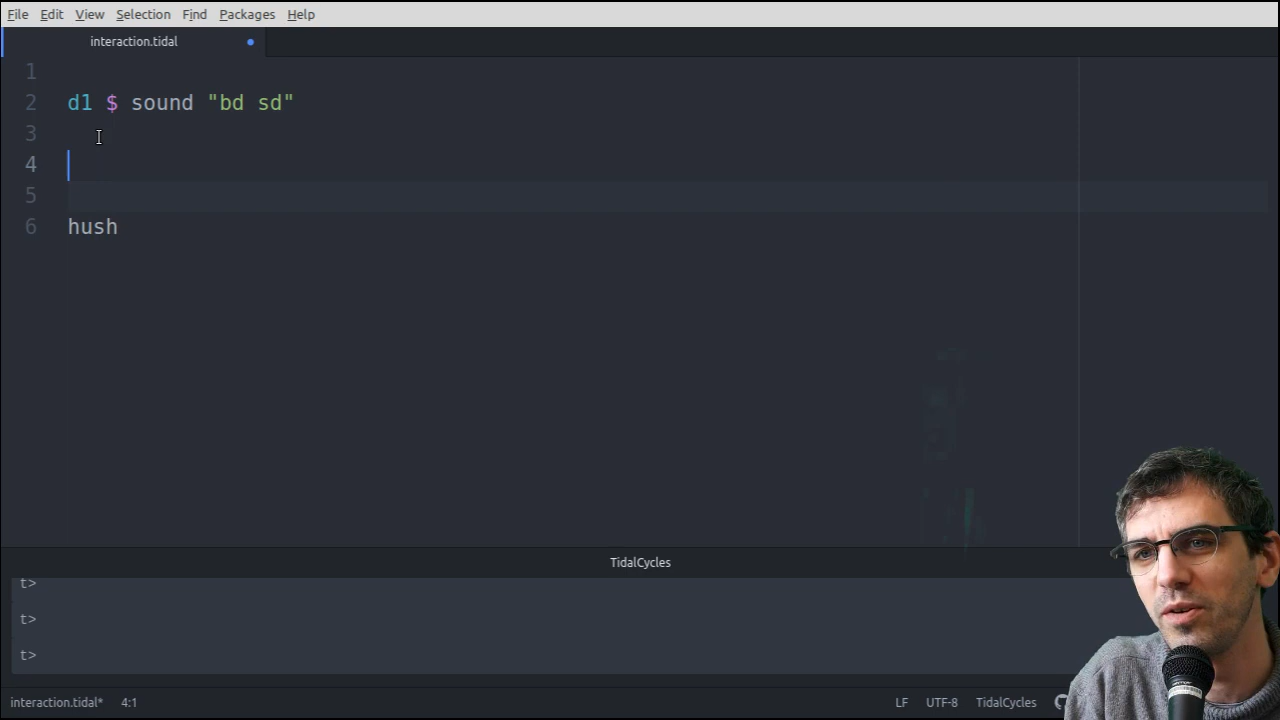 File Edit View Selection Find Packages Help
interaction.tidal
1
2 d1 $ sound "bd sd"
3
4
5
6 hush
TidalCycles
t>
t>
t>
interaction.tidal* 4:1 LF UTF-8 TidalCycles